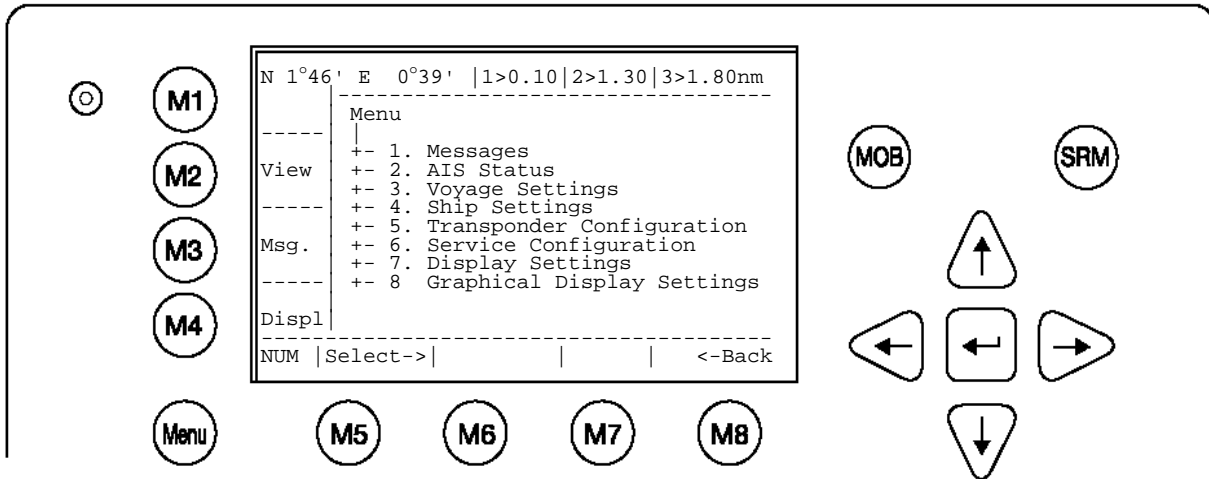 N 1°46' E 0°39' |1>0.10|2>1.30|3>1.80nm
M1
Menu
+- 1. Messages
MOB
SRM
M2
View
+- 2. AIS Status
+- 3. Voyage Settings
+- 4. Ship Settings
+- 5. Transponder Configuration
M3
Msg.
+- 6. Service Configuration
+- 7. Display Settings
+- 8 Graphical Display Settings
M4
Displ
NUM |Select->| | | <-Back
Menu
M5
M6
M7
M8